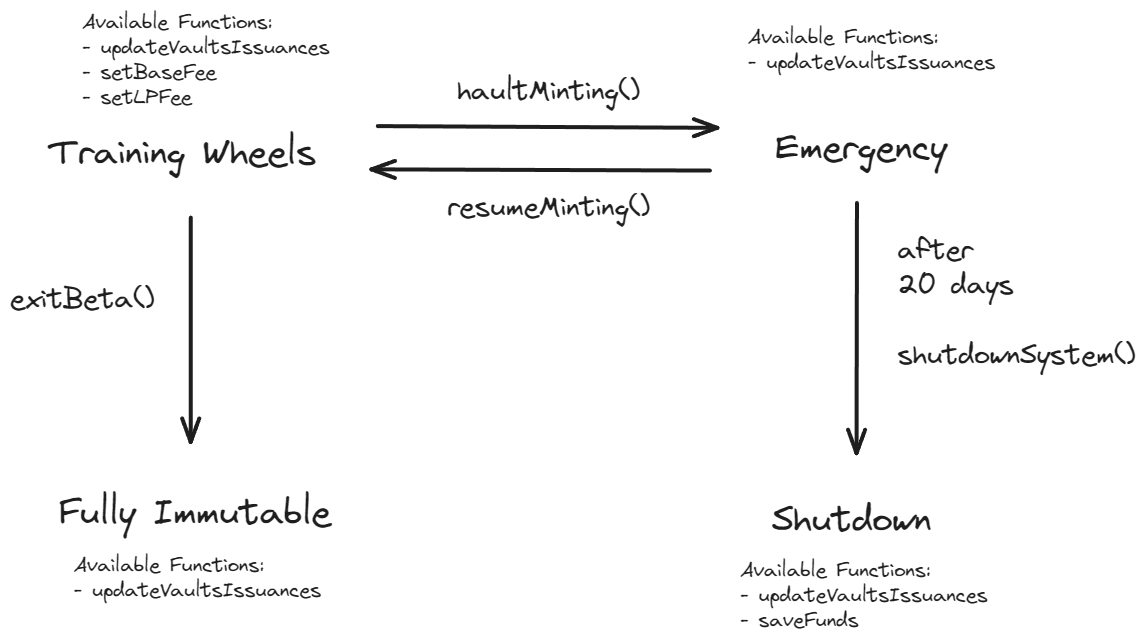 Available Functions:
- updateVaultsIssuances
- setBaseFee
- setLPFee
Training Wheels
haultMinting()
resumeMinting()
Available Functions:
- updateVaultsIssuances
Emergency
exitBeta()
after
20 days
shutdownSystem()
Fully Immutable
Available Functions:
- updateVaultsIssuances
Shutdown
Available Functions:
- updateVaultsIssuances
- saveFunds